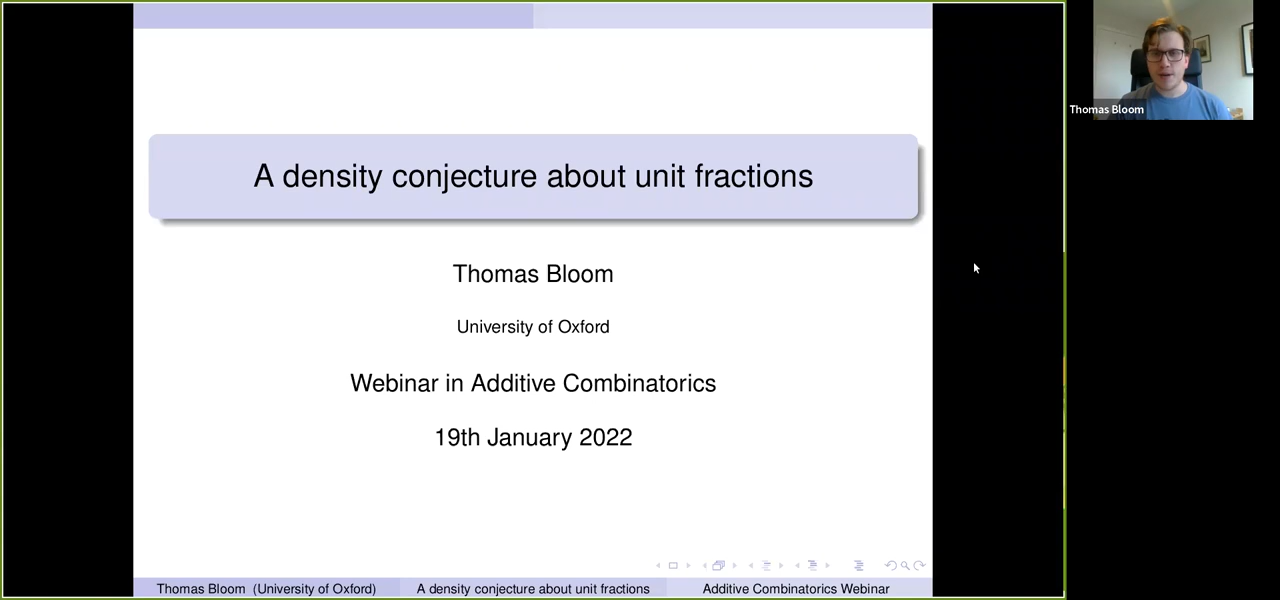 A density conjecture about unit fractions
Thomas Bloom
University of Oxford
Webinar in Additive Combinatorics
19th January 2022
Thomas Bloom (University of Oxford)
A density conjecture about unit fractions
Additive Combinatorics Webinar
Thomas Bloom